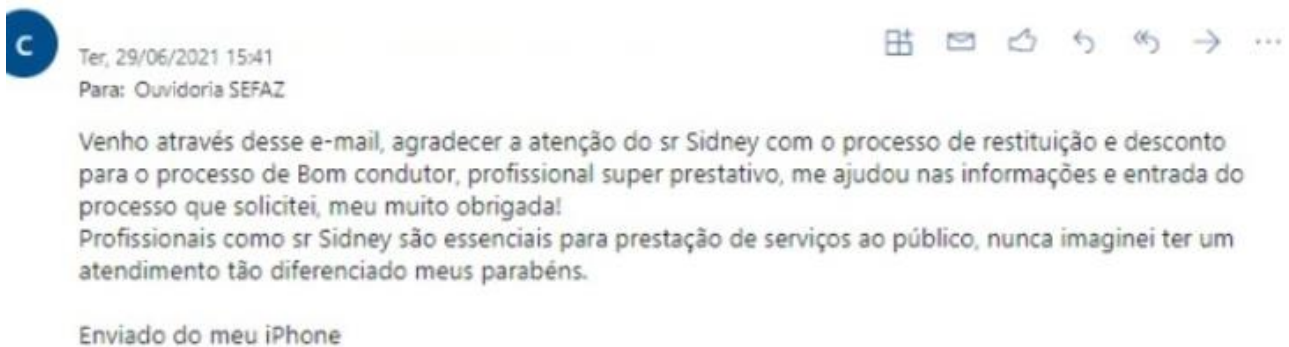 C
Ter, 29/06/2021 15:41
Para: Ouvidoria SEFAZ
Venho através desse e-mail, agradecer a atenção do sr Sidney com o processo de restituição e desconto
para o processo de Bom condutor, profissional super prestativo, me ajudou nas informações e entrada do
processo que solicitei, meu muito obrigada!
Profissionais como sr Sidney são essenciais para prestação de serviços ao público, nunca imaginei ter um
atendimento tão diferenciado meus parabéns.
Enviado do meu iPhone